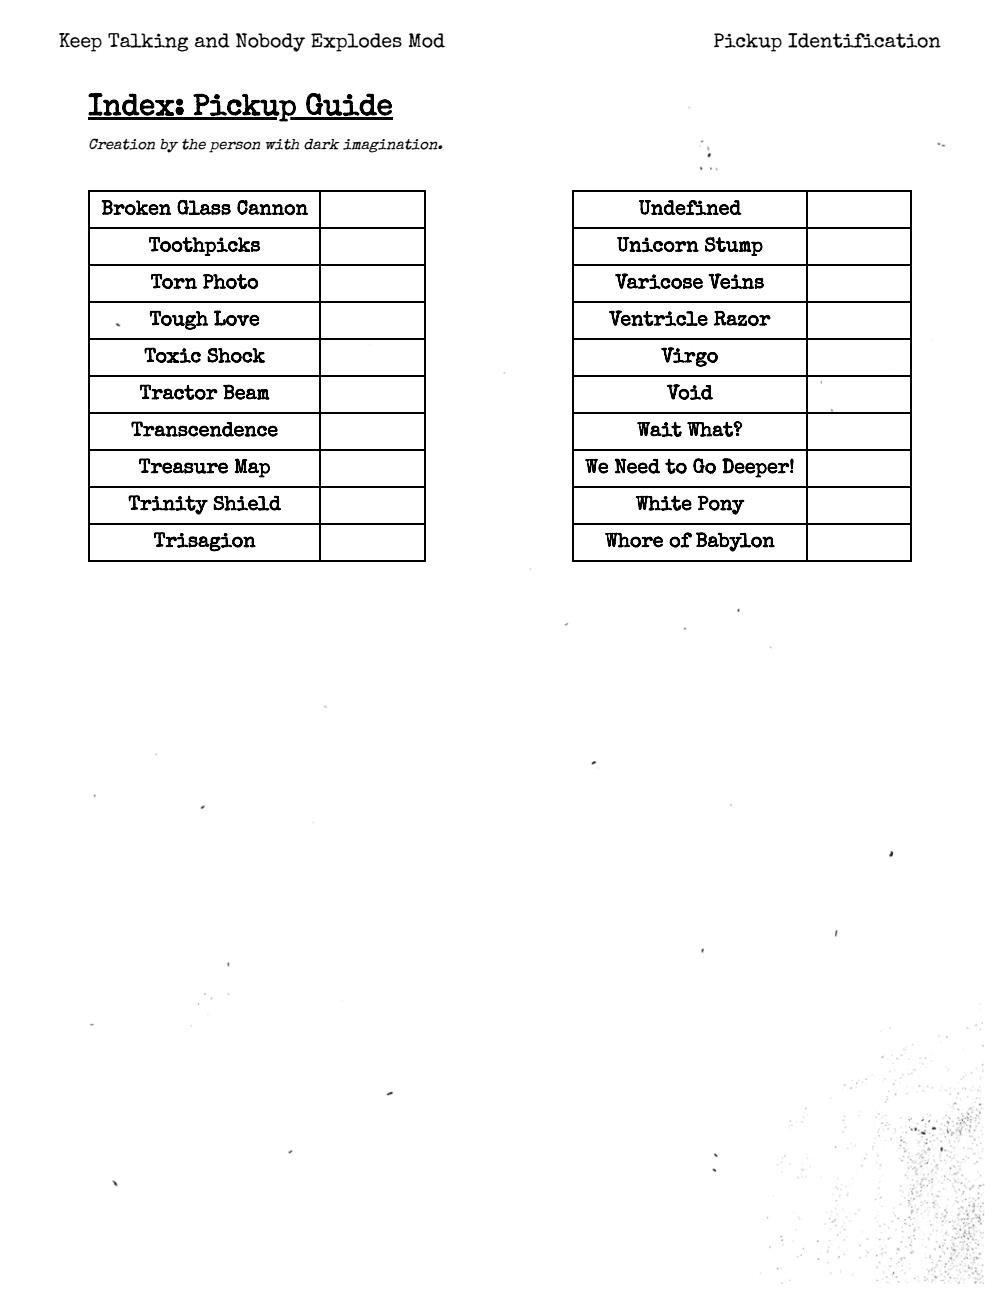 Keep Talking and Nobody Explodes Mod
Pickup Identification
Index: Pickup Guide
Creation by the person with dark imagination.
Broken Glass Cannon
Toothpicks
Torn Photo
Tough Love
Toxic Shock
Tractor Beam
Transcendence
Treasure Map
Trinity Shield
Trisagion
Undefined
Unicorn Stump
Varicose Veins
Ventricle Razor
Virgo
Void
Wait What?
We Need to Go Deeper!
White Pony
Whore of Babylon